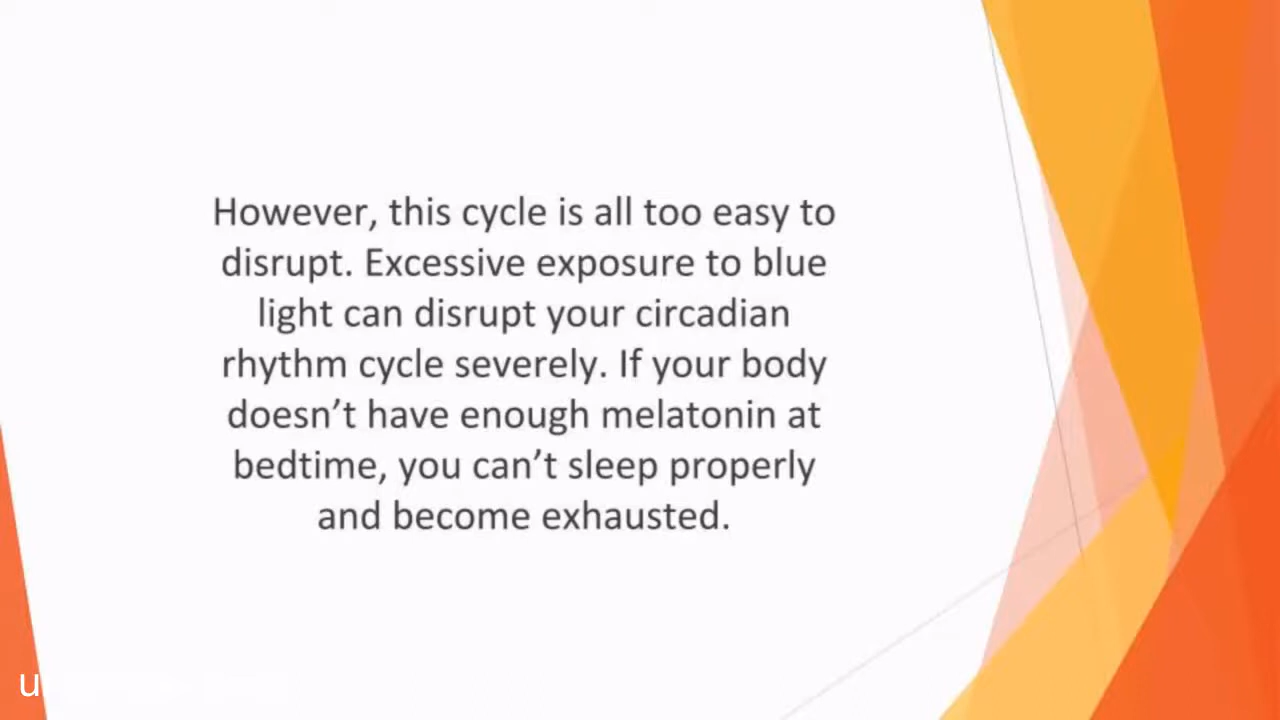 However, this cycle is all too easy to
disrupt. Excessive exposure to blue
light can disrupt your circadian
rhythm cycle severely. If your body
doesn’t have enough melatonin at
bedtime, you can’t sleep properly
and become exhausted.